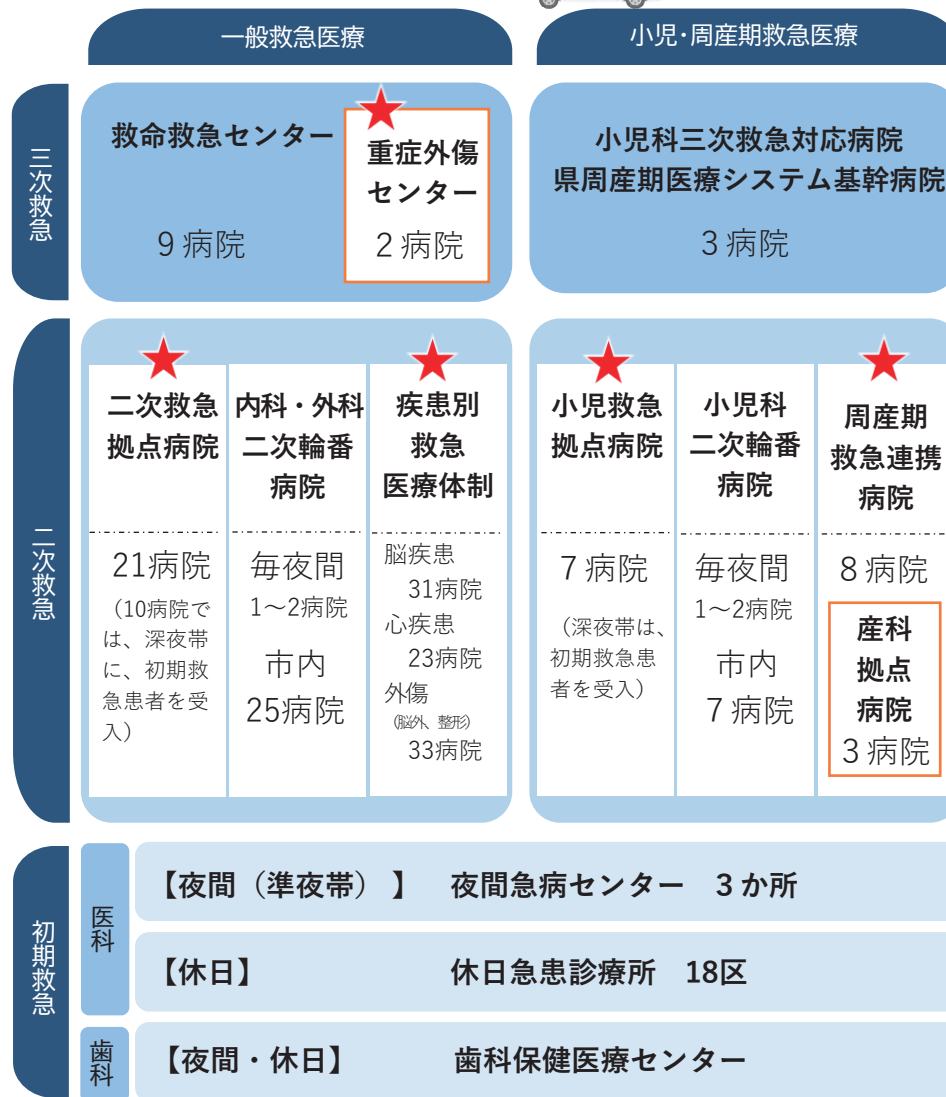 一般救急医療
小児・周産期救急医療
三次救急
救命救急センター
9 病院
重症外傷
センター
2 病院
小児科三次救急対応病院
県周産期医療システム基幹病院
3 病院
二次救急
二次救急
拠点病院
21病院
（10病院で
は、深夜帯
に、初期救
急患者を受
入）
内科・外科
二次輪番
病院
毎夜間
1～2病院
市内
25病院
疾患別
救急
医療体制
脳疾患
31病院
心疾患
23病院
外傷
（脳外、整形）
33病院
小児救急
拠点病院
7 病院
（深夜帯は、
初期救急患
者を受入）
小児科
二次輪番
病院
毎夜間
1～2病院
市内
7 病院
周産期
救急連携
病院
8 病院
産科
拠点
病院
3 病院
初期救急
医科
【夜間（準夜帯） 】 夜間急病センター 3 か所
【休日】 休日急患診療所 18区
歯科
【夜間・休日】 歯科保健医療センター